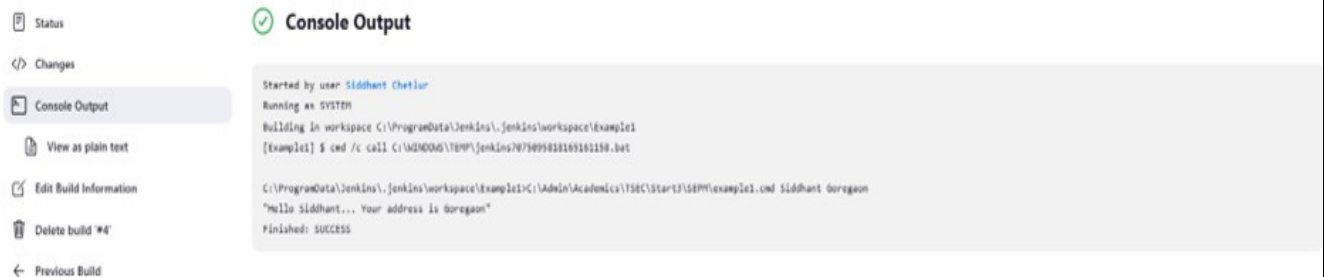 Status
Changes
Console Output
View as plain text
Edit Build Information
Delete build '#4'
Previous Build
Console Output
Started by user Siddhant Chetlur
Running as SYSTEM
Building in workspace C:\ProgramData\Jenkins\.jenkins\workspace\Example1
[Example1] $ cmd /c call C:\WINDOWS\TEMP\
C:\ProgramData\Jenkins\.jenkins\workspace\Example1>C:\Admin\Academics\TSEC\Start3\SEPM\example1.cmd Siddhant Goregaon
"Hello Siddhant... Your address is Goregaon"
Finished: SUCCESS